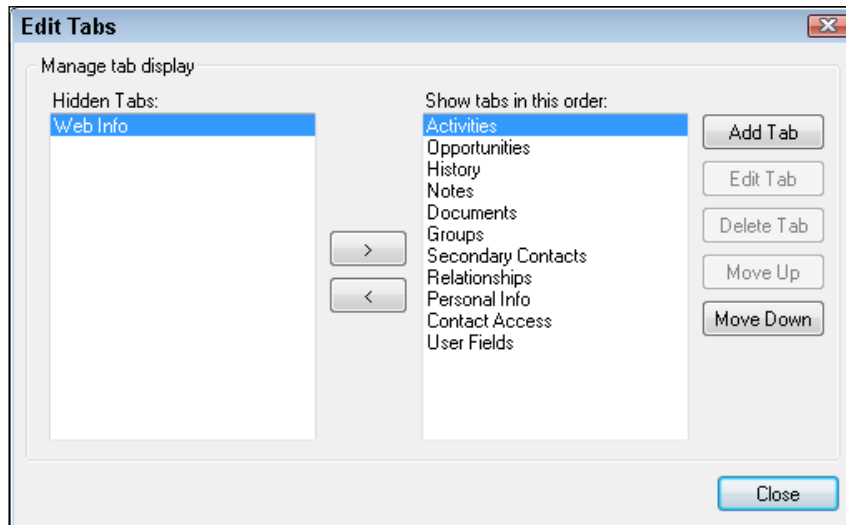 Edit Tabs
Manage tab display
Hidden Tabs:
Web Info
>
<
Show tabs in this order:
Activities
Opportunities
History
Notes
Documents
Groups
Secondary Contacts
Relationships
Personal Info
Contact Access
User Fields
Add Tab
Edit Tab
Delete Tab
Move Up
Move Down
Close